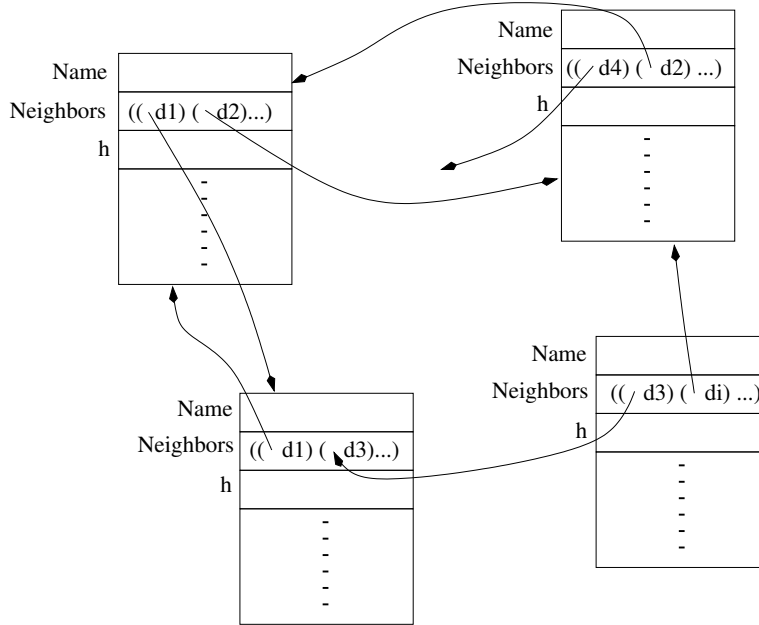 Name
Neighbors ((  d1) (  d2)...)
h
Name
Neighbors ((  d4) (  d2) ...)
h
Name
Neighbors ((  d1) (  d3)...)
h
Name
Neighbors ((  d3) (  di) ...)
h